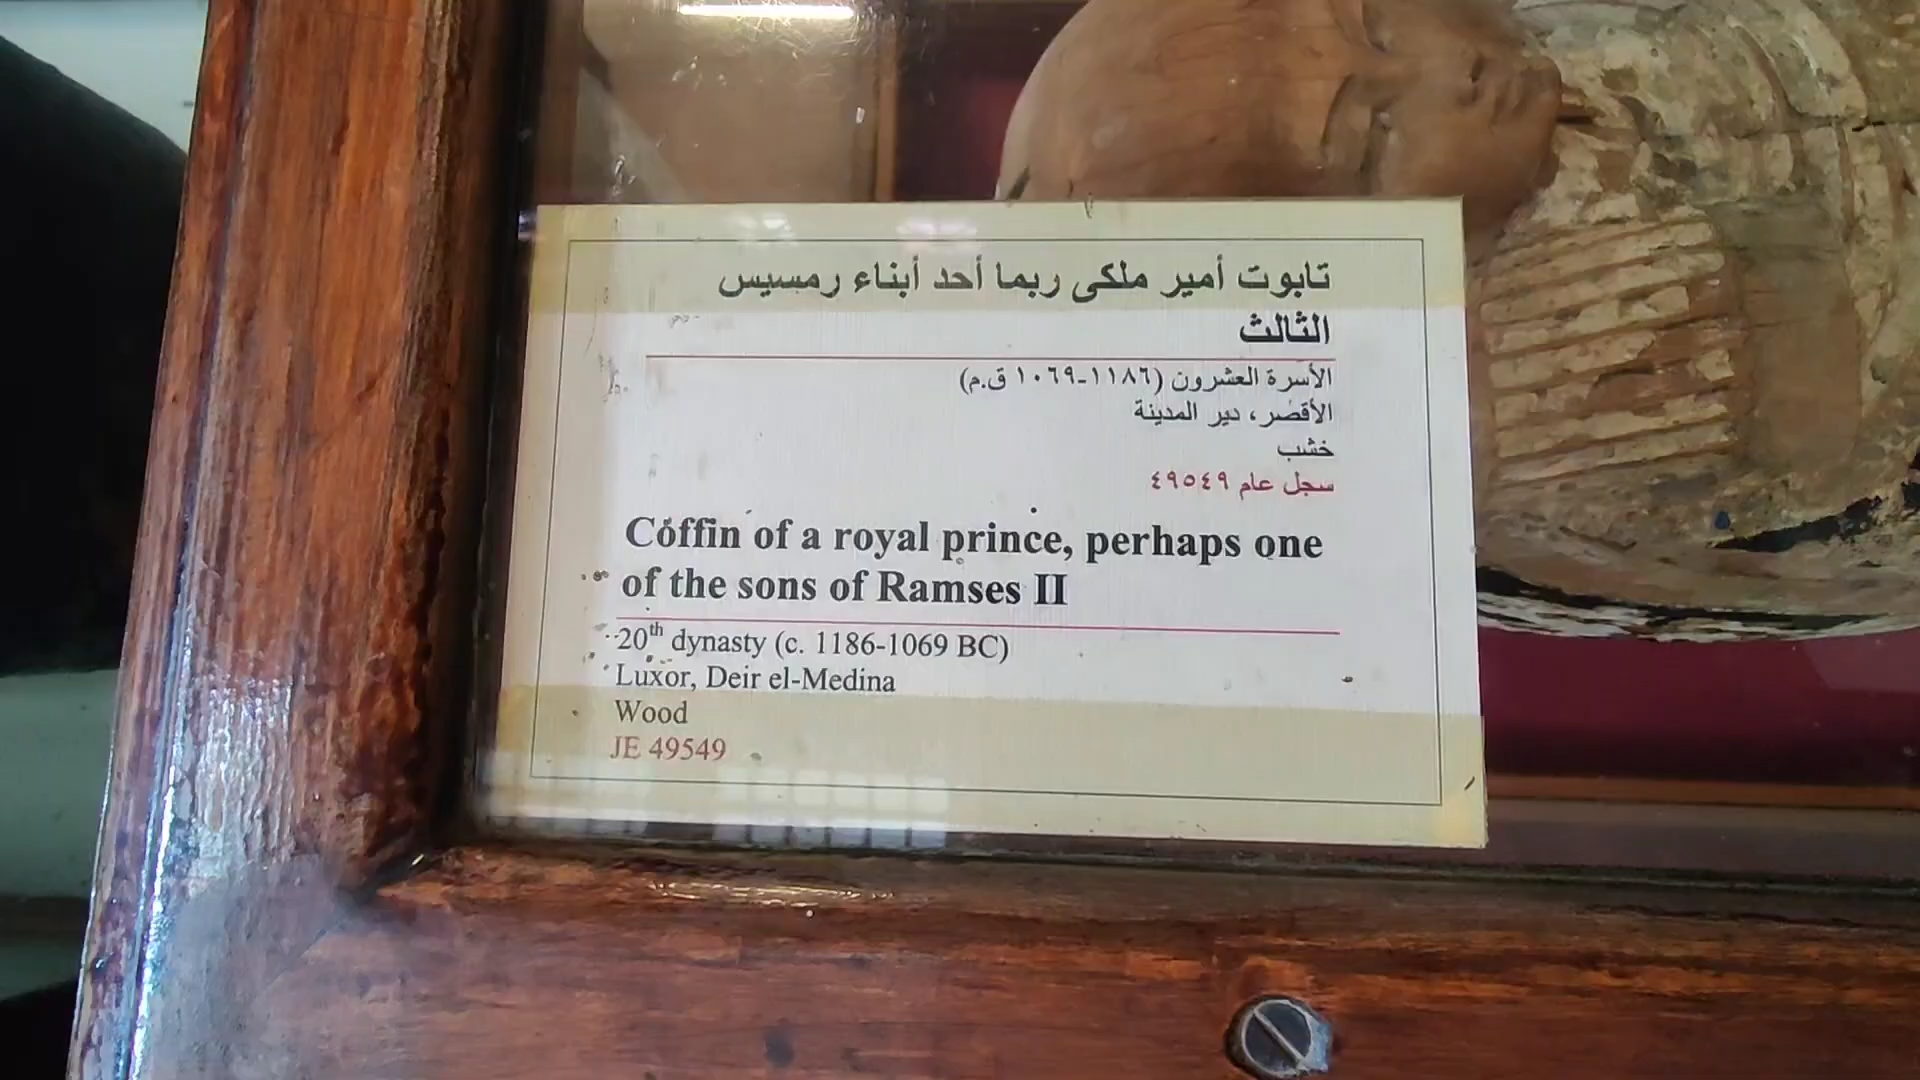 تابوت أمير ملكى ربما أحد أبناء رمسيس
الثالث
الأسرة العشرون (١١٨٦-١٠٦٩ ق.م)
الأقصر، دير المدينة
خشب
سجل عام ٤٩٥٤٩
Coffin of a royal prince, perhaps one
of the sons of Ramses II
20th dynasty (c. 1186-1069 BC)
Luxor, Deir el-Medina
Wood
JE 49549